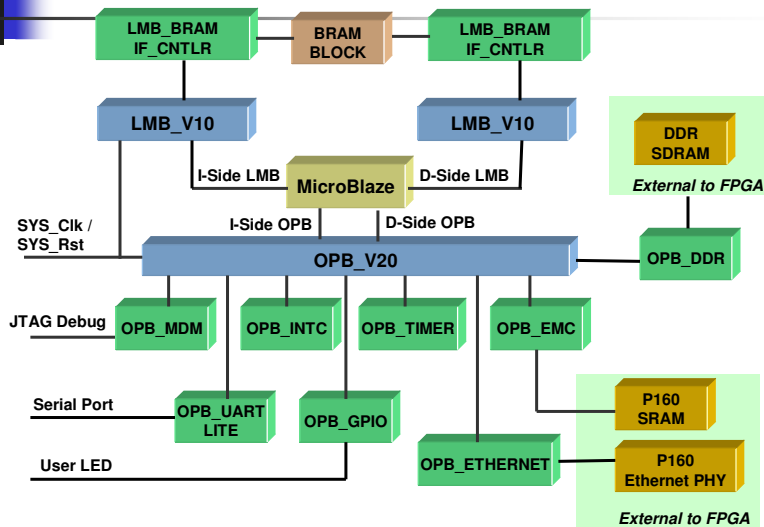 LMB_BRAM
IF_CNTLR
BRAM
BLOCK
LMB_BRAM
IF_CNTLR
LMB_V10
LMB_V10
DDR
SDRAM
External to FPGA
I-Side LMB
MicroBlaze
D-Side LMB
SYS_Clk /
SYS_Rst
I-Side OPB
D-Side OPB
OPB_V20
OPB_DDR
JTAG Debug
OPB_MDM
OPB_INTC
OPB_TIMER
OPB_EMC
Serial Port
OPB_UART
LITE
OPB_GPIO
P160
SRAM
User LED
OPB_ETHERNET
P160
Ethernet PHY
External to FPGA